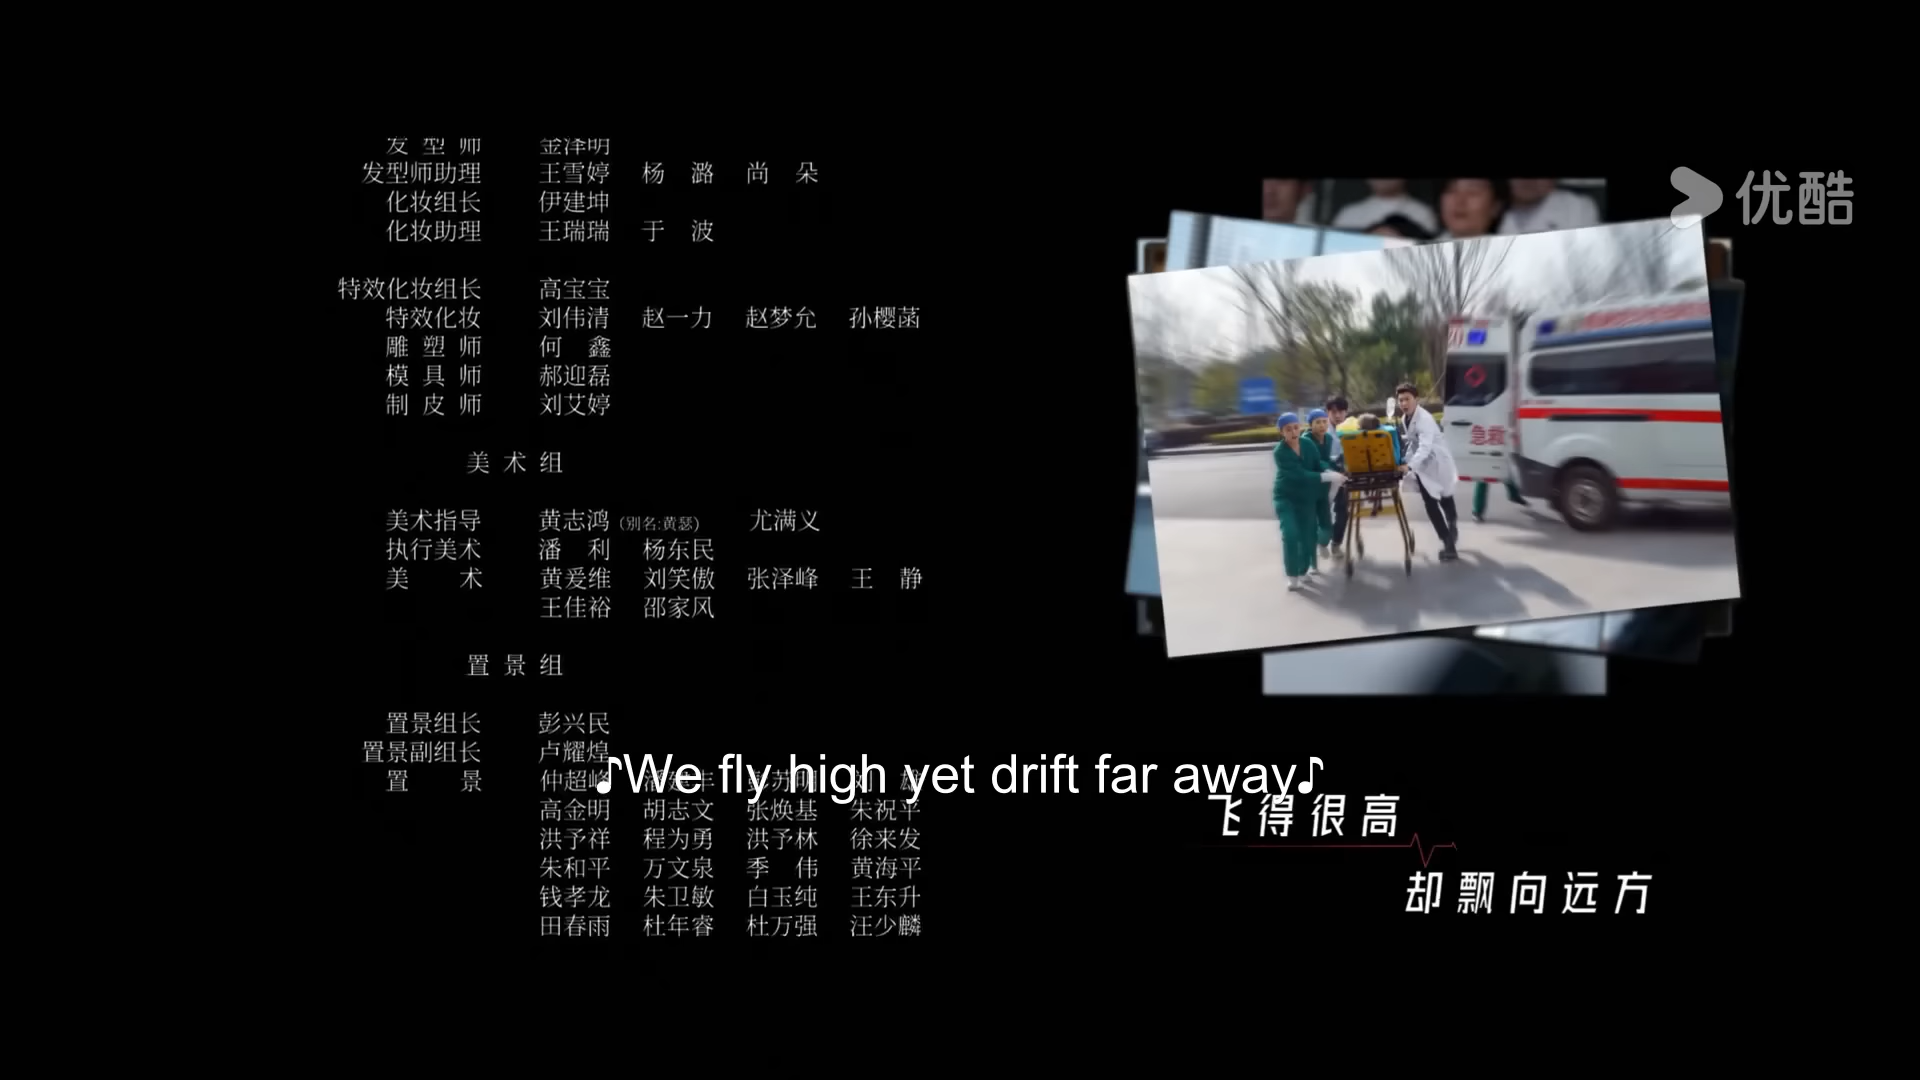 发型师 金泽明
发型师助理 王雪婷 杨潞 尚朵
化妆组长 伊建坤
化妆助理 王瑞瑞 于波
特效化妆组长 高宝宝
特效化妆 刘伟清 赵一力 赵梦允 孙樱菡
雕塑师 何鑫
模具师 郝迎磊
制皮师 刘艾婷
美术组
美术指导 黄志鸿(别名:黄瑟) 尤满义
执行美术 潘利 杨东民
美术 黄爰维 刘笑傲 张泽峰 王静
王佳裕 邵家风
置景组
置景组长 彭兴民
置景副组长 卢耀煌
置景 仲超峰
高金明 胡志文 张焕基 朱祝平
洪予祥 程为勇 洪予林 徐来发
朱和平 万文泉 季伟 黄海平
钱孝龙 朱卫敏 白玉纯 王东升
田春雨 杜年睿 杜万强 汪少麟
优酷
急救
♪We fly high yet drift far away♪
飞得很高
却飘向远方